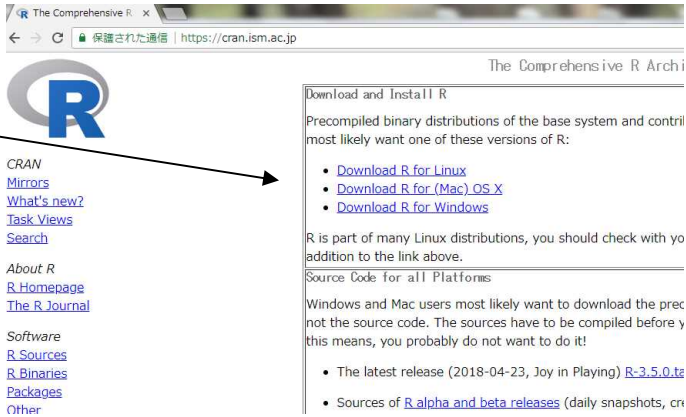 The Comprehensive R
保護された通信 | https://cran.ism.ac.jp
The Comprehensive R Archi
R
CRAN
Mirrors
What's new?
Task Views
Search
About R
R Homepage
The R Journal
Software
R Sources
R Binaries
Packages
Other
Download and Install R
Precompiled binary distributions of the base system and contril
most likely want one of these versions of R:
• Download R for Linux
• Download R for (Mac) OS X
• Download R for Windows
R is part of many Linux distributions, you should check with yo
addition to the link above.
Source Code for all Platforms
Windows and Mac users most likely want to download the prec
not the source code. The sources have to be compiled before y
this means, you probably do not want to do it!
• The latest release (2018-04-23, Joy in Playing) R-3.5.0.ta
• Sources of R alpha and beta releases (daily snapshots, cre